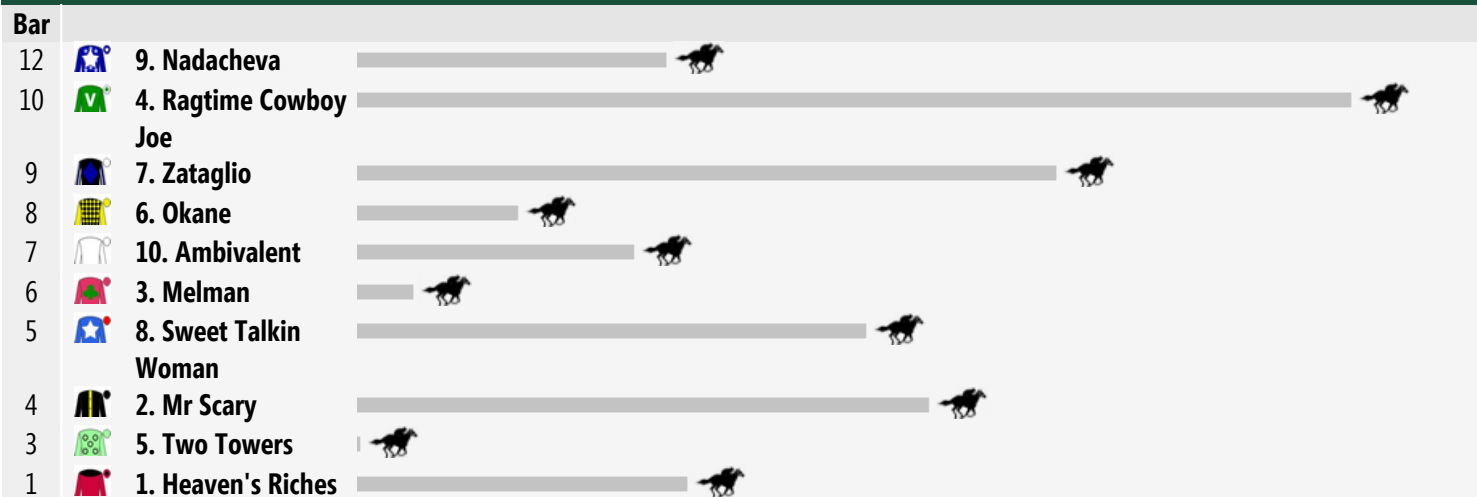 Bar
12 9. Nadacheva
10 V 4. Ragtime Cowboy
Joe
9 7. Zataglio
8 6. Okane
7 10. Ambivalent
6 3. Melman
5 8. Sweet Talkin
Woman
4 2. Mr Scary
3 5. Two Towers
1 1. Heaven's Riches